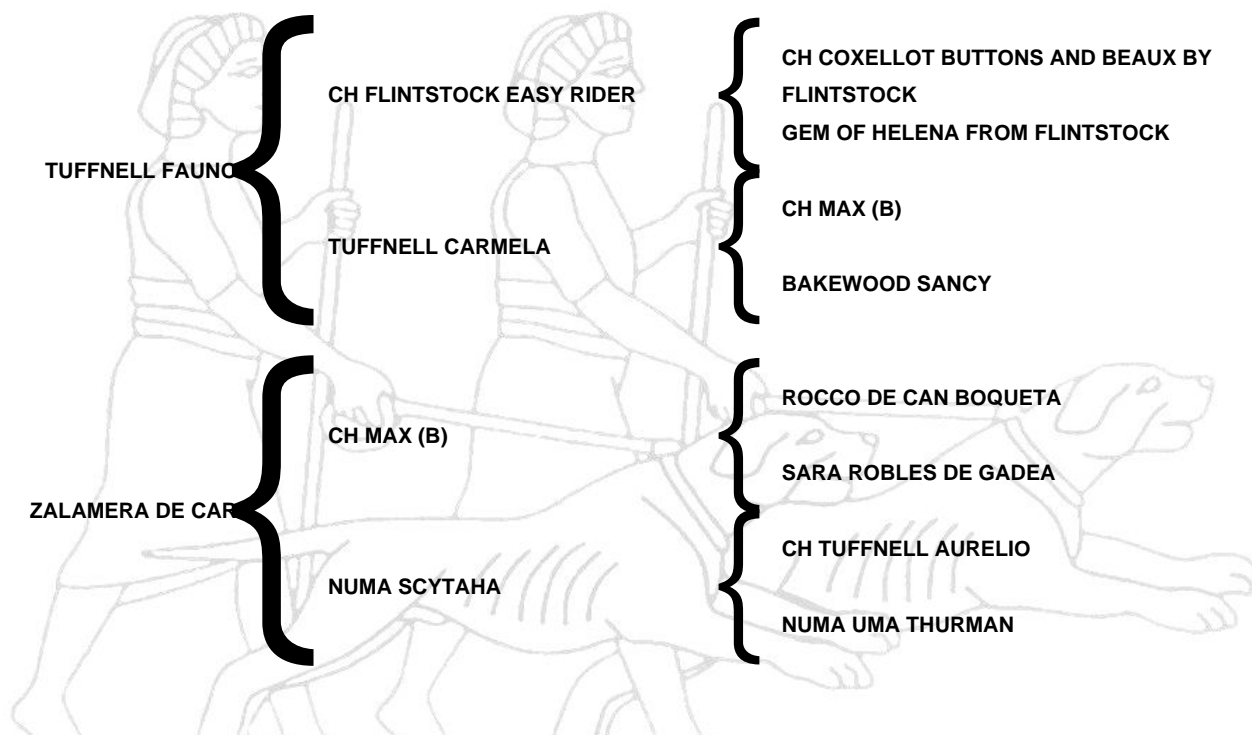 TUFFNELL FAUNO
ZALAMERA DE CAR
CH FLINTSTOCK EASY RIDER
TUFFNELL CARMELA
CH MAX (B)
NUMA SCYTAHA
CH COXELLOT BUTTONS AND BEAUX BY
FLINTSTOCK
GEM OF HELENA FROM FLINTSTOCK
CH MAX (B)
BAKEWOOD SANCY
ROCCO DE CAN BOQUETA
SARA ROBLES DE GADEA
CH TUFFNELL AURELIO
NUMA UMA THURMAN